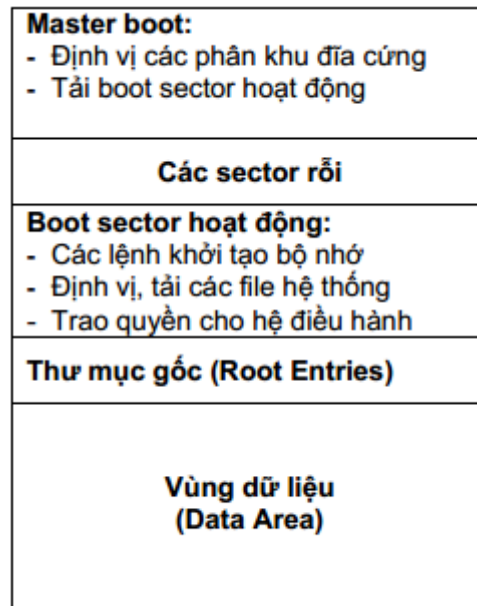 Master boot:
- Định vị các phân khu đĩa cứng
- Tải boot sector hoạt động
Các sector rỗi
Boot sector hoạt động:
- Các lệnh khởi tạo bộ nhớ
- Định vị, tải các file hệ thống
- Trao quyền cho hệ điều hành
Thư mục gốc (Root Entries)
Vùng dữ liệu
(Data Area)